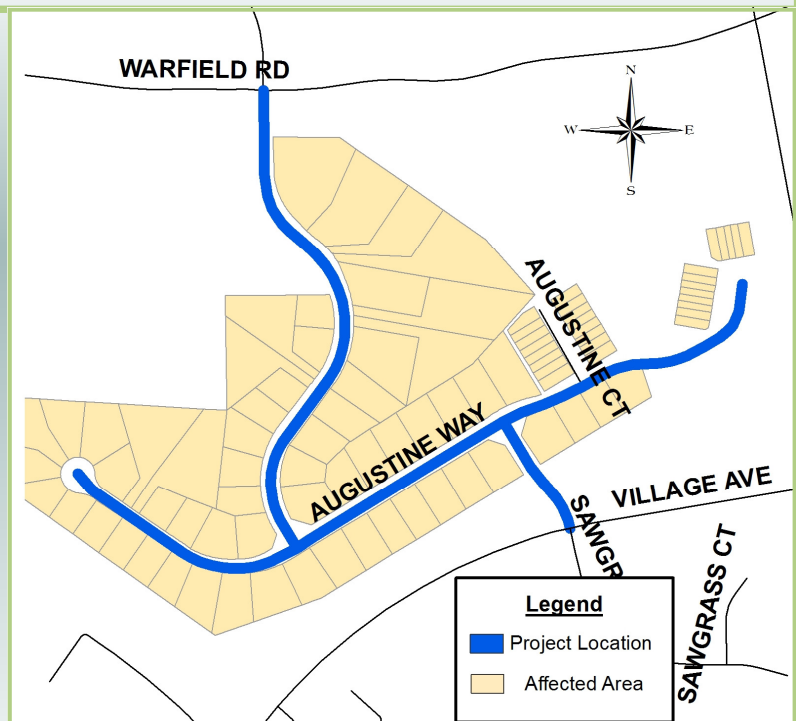 WARFIELD RD
N
W
E
S
AUGUSTINE CT
AUGUSTINE WAY
VILLAGE AVE
SAWGR
SAWGRASS CT
Legend
Project Location
Affected Area